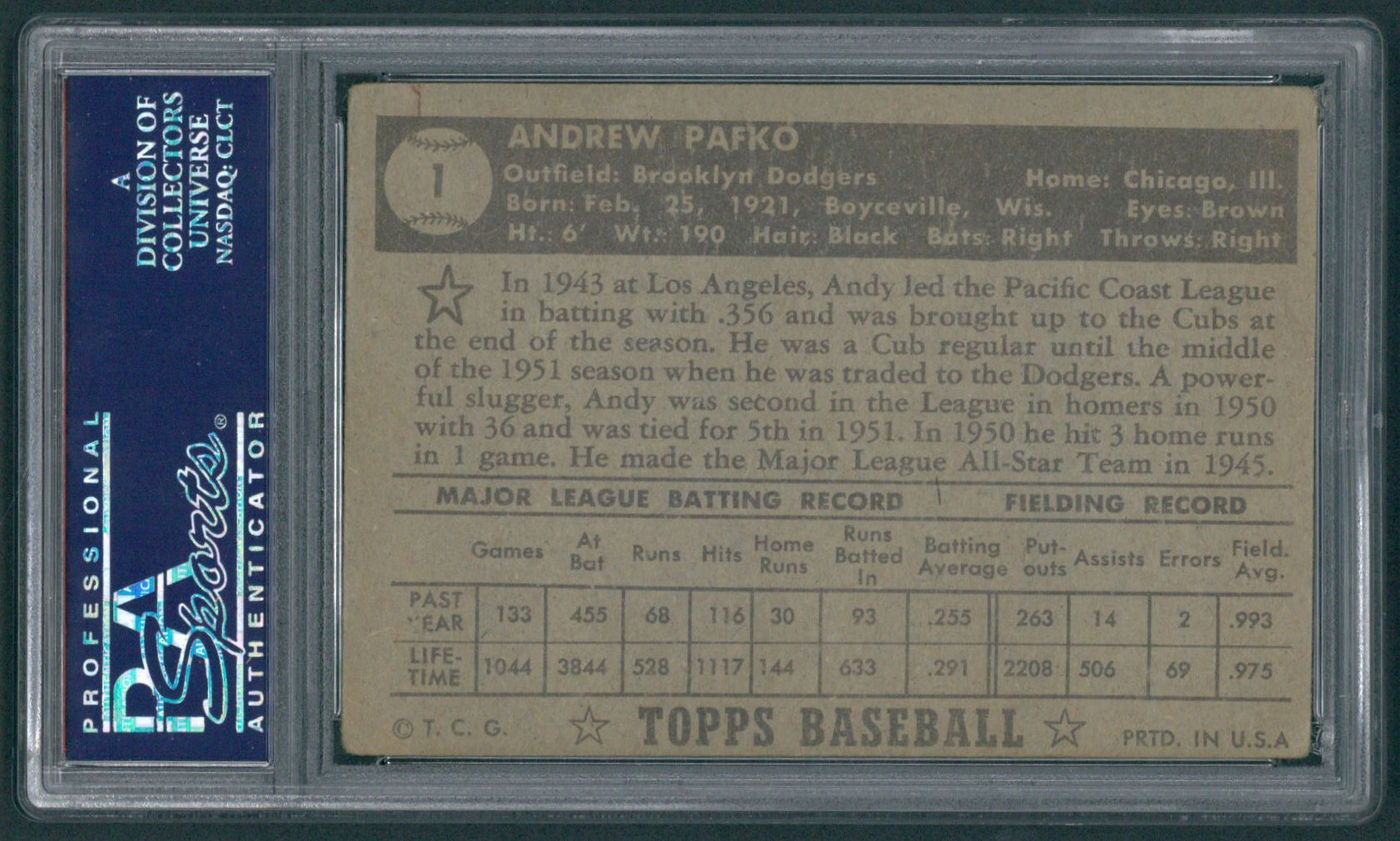 A
DIVISION OF
COLLECTORS
UNIVERSE
NASDAQ: CLCT
PROFESSIONAL
PSA
Sports®
AUTHENTICATOR
1
ANDREW PAFKO
Outfield: Brooklyn Dodgers Home: Chicago, Ill.
Born: Feb. 25, 1921, Boyceville, Wis. Eyes: Brown
Ht.: 6' Wt.: 190 Hair: Black Bats: Right Throws: Right
In 1943 at Los Angeles, Andy led the Pacific Coast League
in batting with .356 and was brought up to the Cubs at
the end of the season. He was a Cub regular until the middle
of the 1951 season when he was traded to the Dodgers. A power-
ful slugger, Andy was second in the League in homers in 1950
with 36 and was tied for 5th in 1951. In 1950 he hit 3 home runs
in 1 game. He made the Major League All-Star Team in 1945.
MAJOR LEAGUE BATTING RECORD FIELDING RECORD
Games At Bat Runs Hits Home Runs Runs Batted In Batting Average Put-outs Assists Errors Field. Avg.
PAST YEAR 133 455 68 116 30 93 .255 263 14 2 .993
LIFE-TIME 1044 3844 528 1117 144 633 .291 2208 506 69 .975
© T. C. G. TOPPS BASEBALL PRTD. IN U.S.A